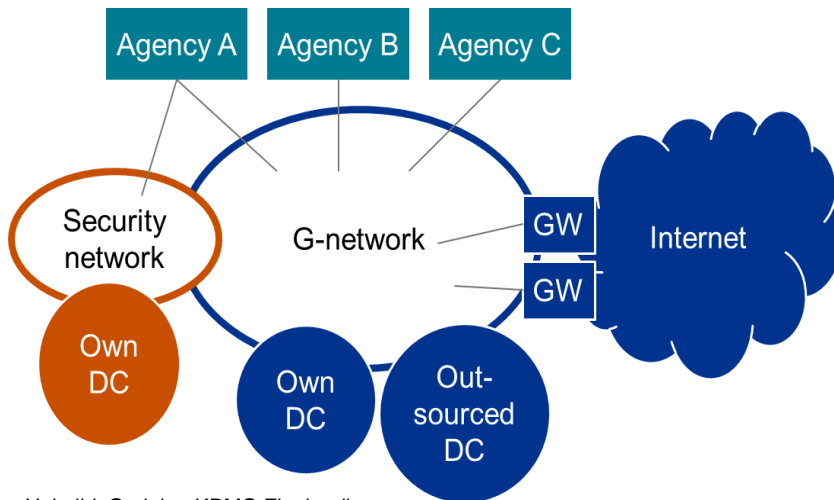 Agency A
Agency B
Agency C
Security
network
G-network
GW
GW
Internet
Own
DC
Own
DC
Out-
sourced
DC